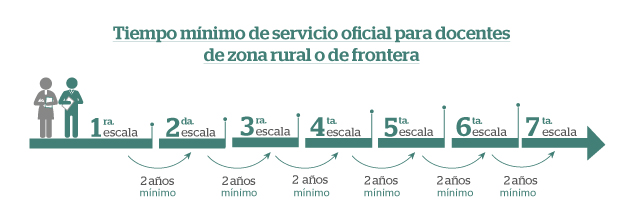 Tiempo mínimo de servicio oficial para docentes
de zona rural o de frontera
1ra. escala
2da. escala
3ra. escala
4ta. escala
5ta. escala
6ta. escala
7ta. escala
2 años
mínimo
2 años
mínimo
2 años
mínimo
2 años
mínimo
2 años
mínimo
2 años
mínimo